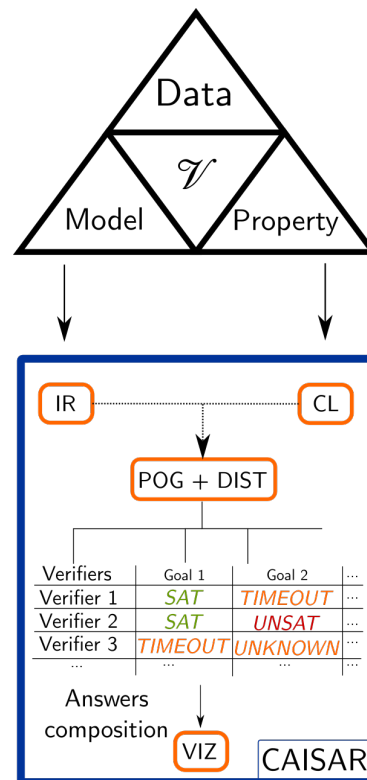 Data
𝒱
Model Property
IR CL
POG + DIST
Verifiers Goal 1 Goal 2 ...
Verifier 1 SAT TIMEOUT ...
Verifier 2 SAT UNSAT ...
Verifier 3 TIMEOUT UNKNOWN ...
... ... ...
Answers
composition
VIZ
CAISAR